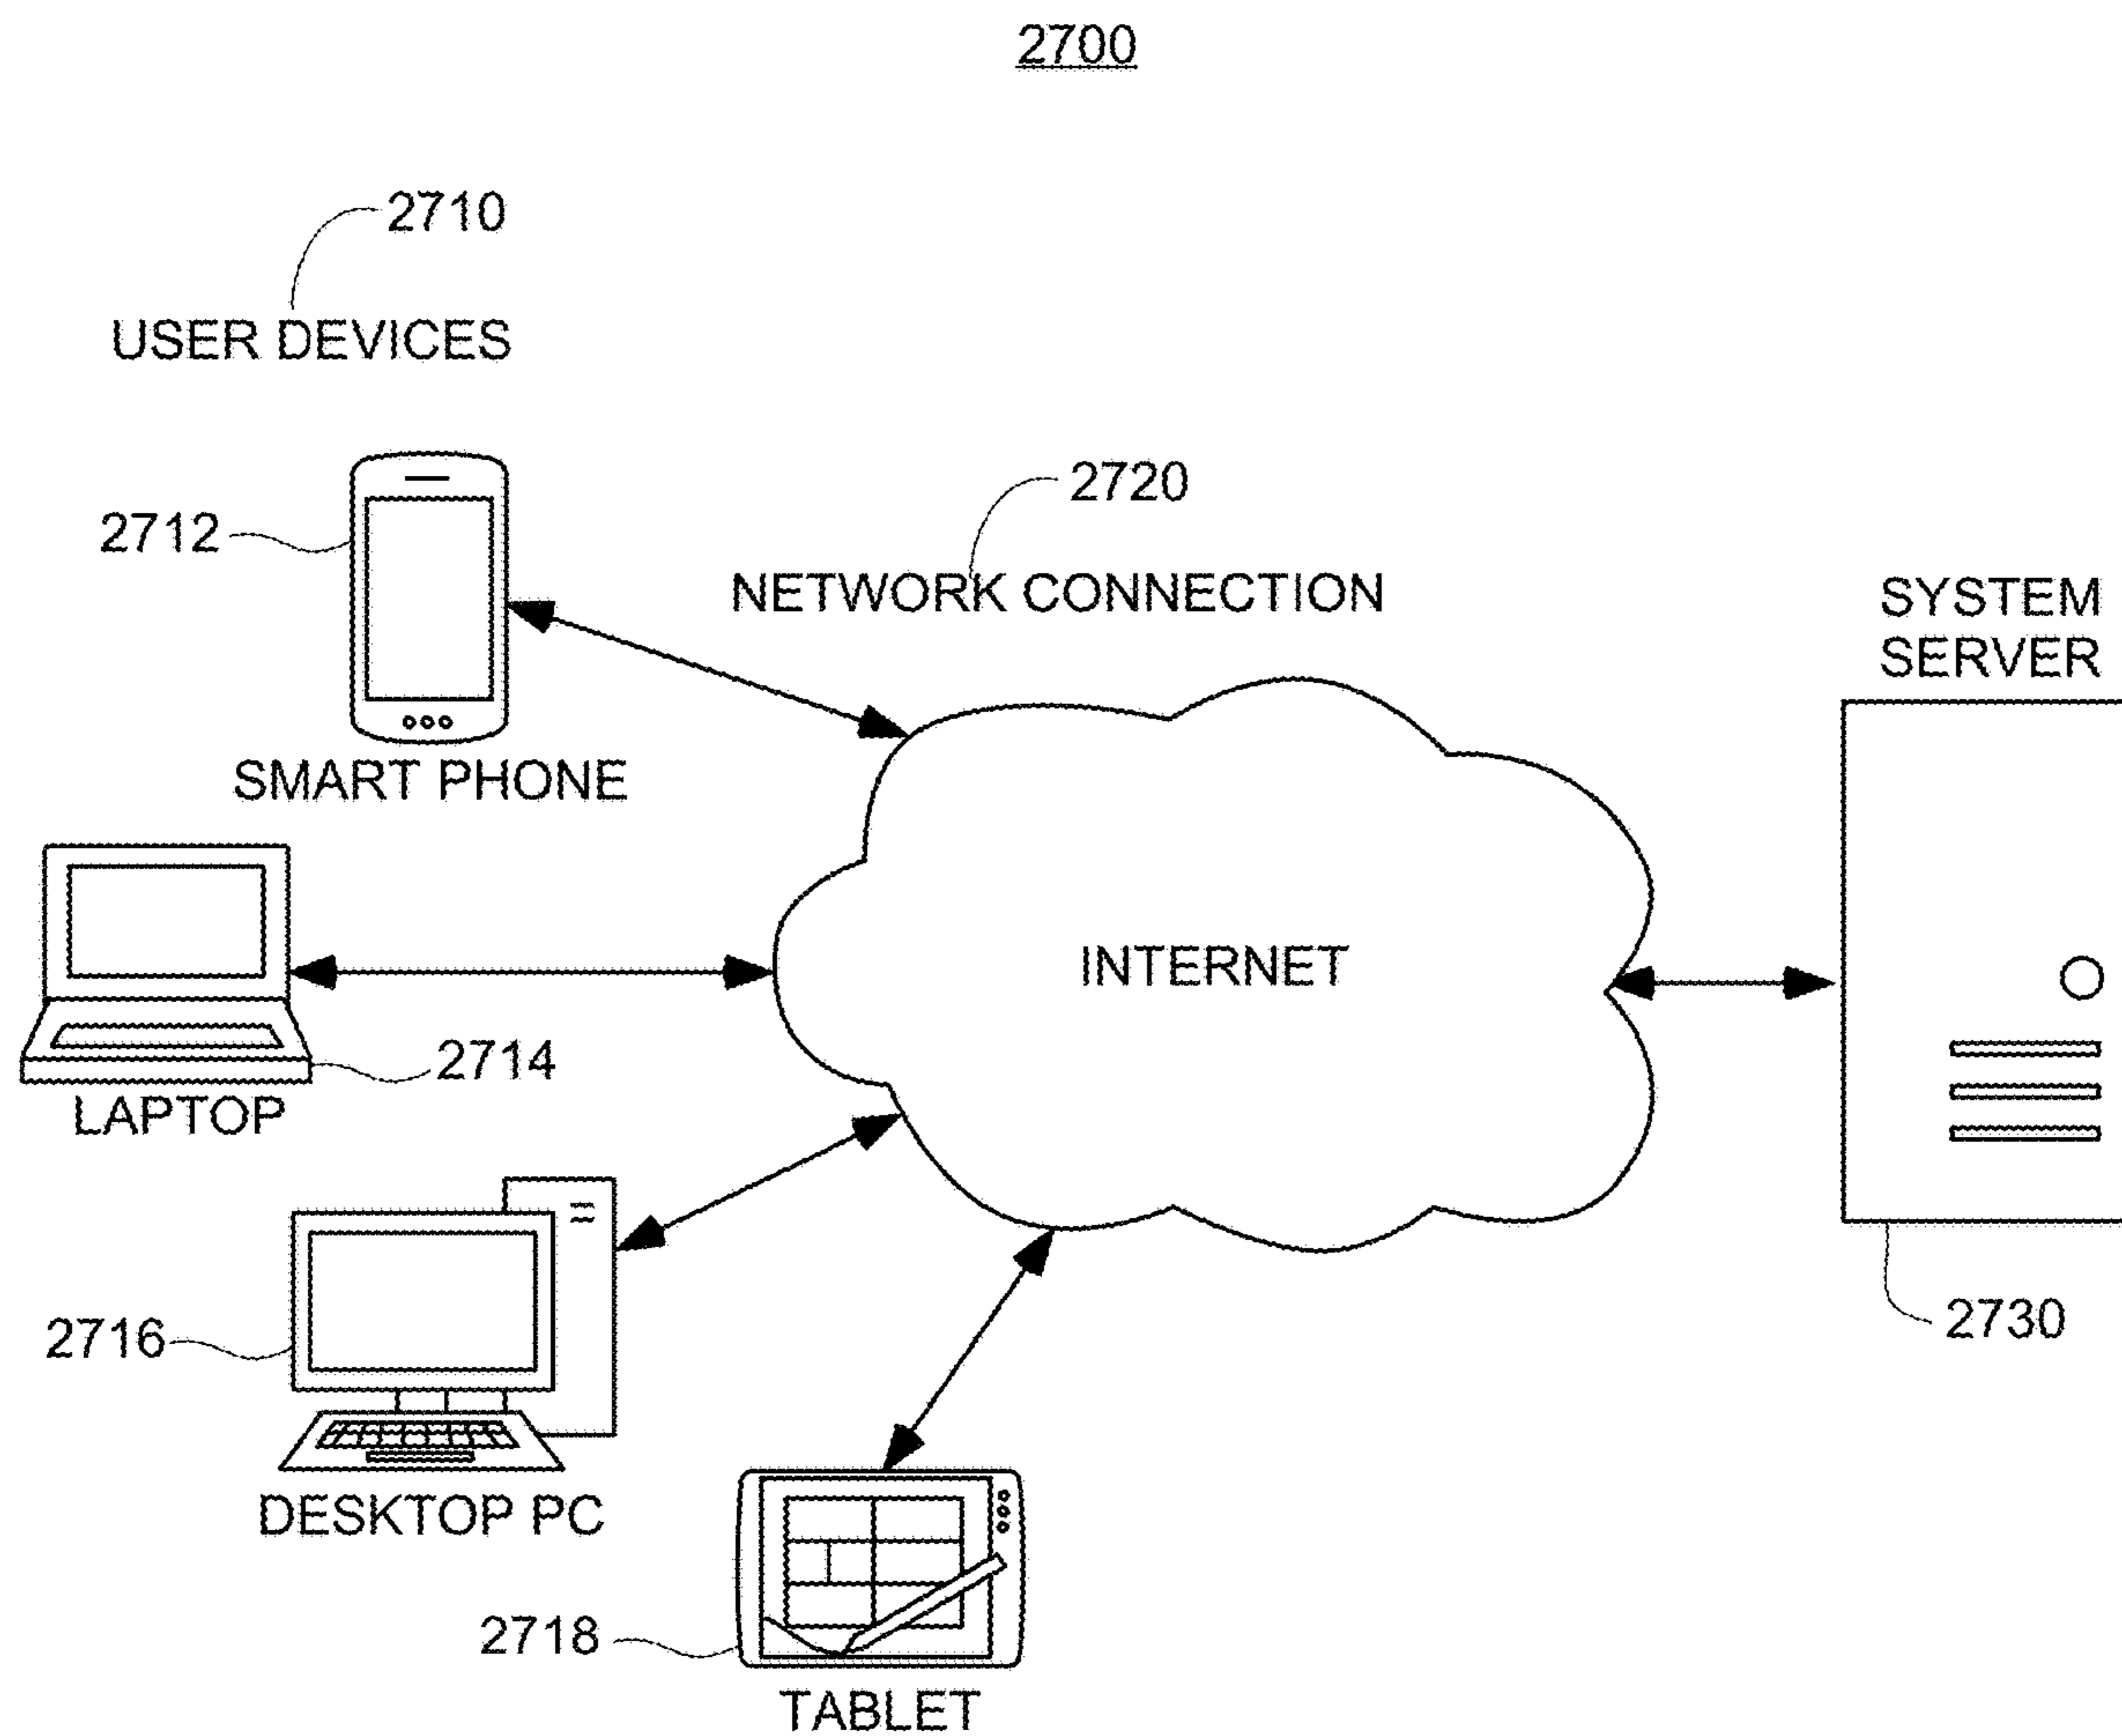 2700
2710
USER DEVICES
2712
SMART PHONE
2720
NETWORK CONNECTION
SYSTEM
SERVER
INTERNET
2714
LAPTOP
2716
DESKTOP PC
2718
TABLET
2730